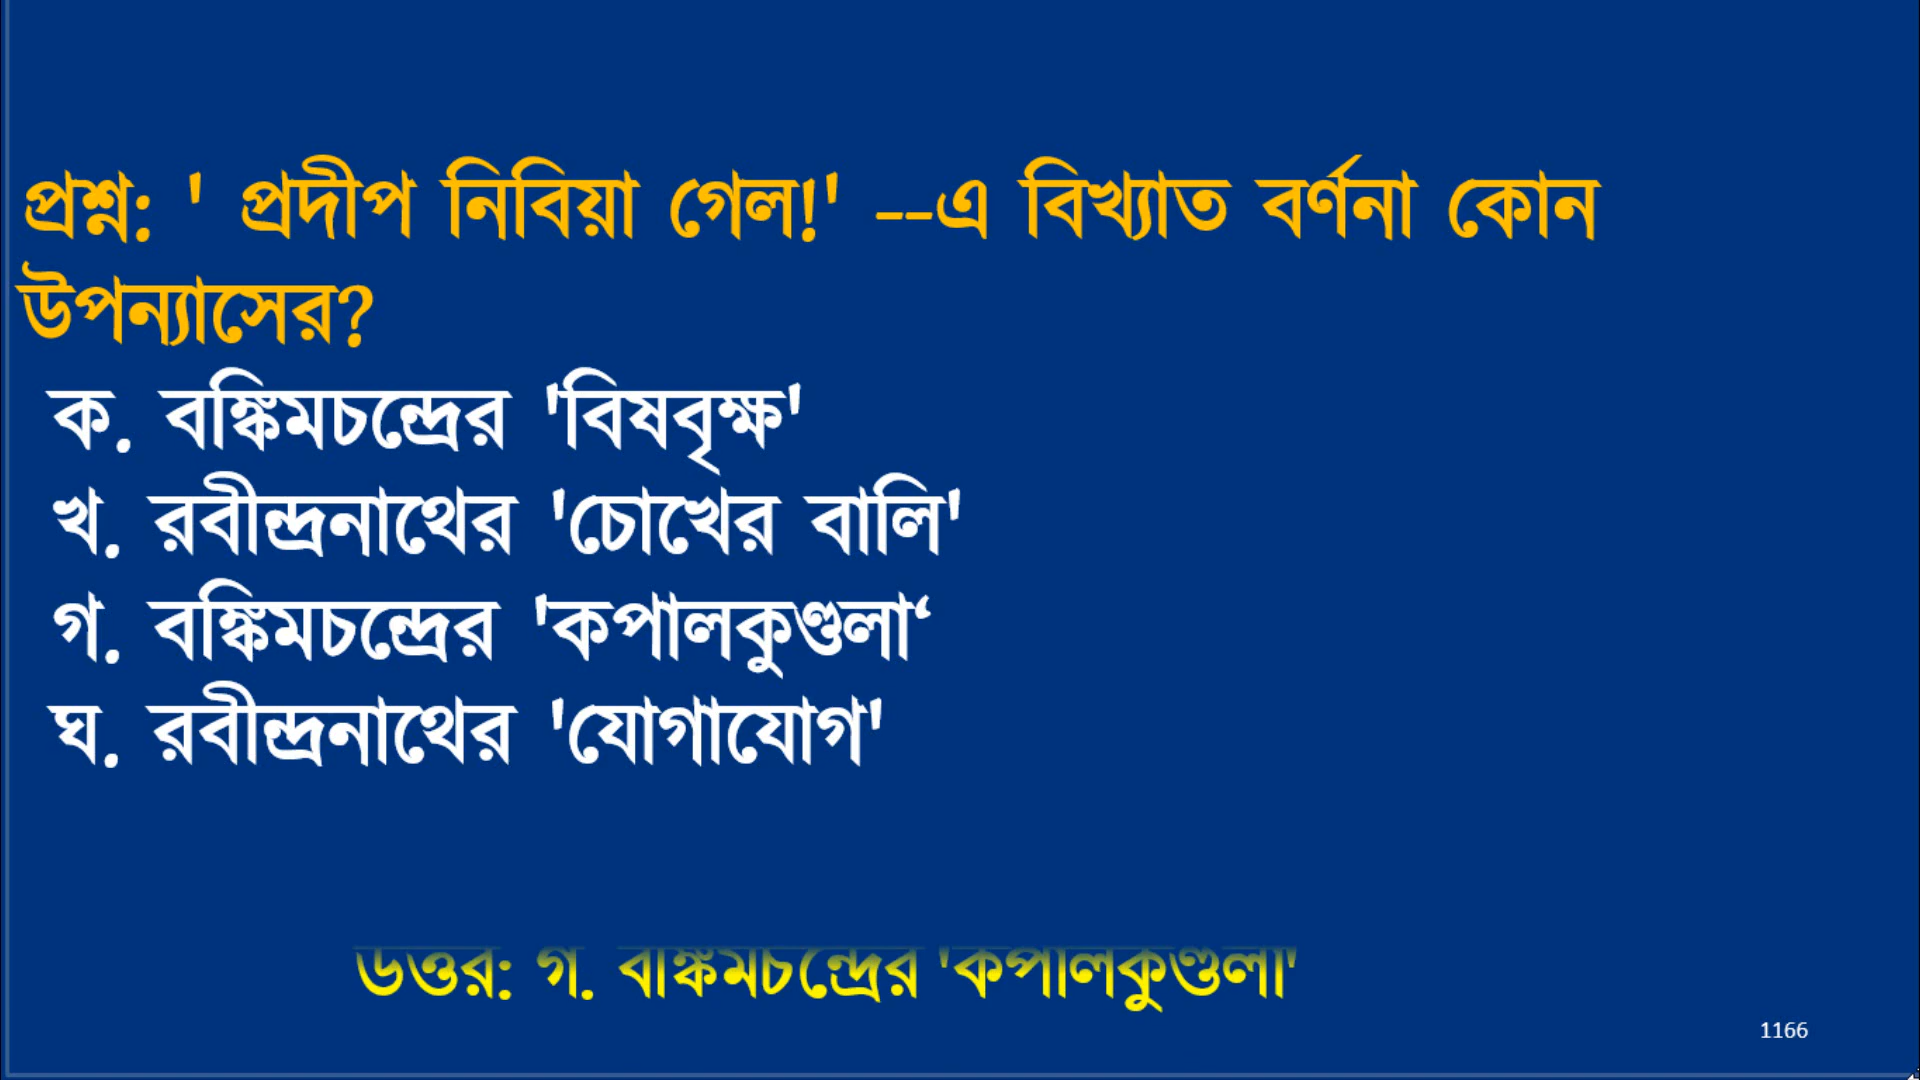 প্রশ্ন: ' প্রদীপ নিবিয়া গেল!' --এ বিখ্যাত বর্ণনা কোন
উপন্যাসের?
ক. বঙ্কিমচন্দ্রের 'বিষবৃক্ষ'
খ. রবীন্দ্রনাথের 'চোখের বালি'
গ. বঙ্কিমচন্দ্রের 'কপালকুণ্ডলা‘
ঘ. রবীন্দ্রনাথের 'যোগাযোগ'
উত্তর: গ. বঙ্কিমচন্দ্রের 'কপালকুণ্ডলা'
1166